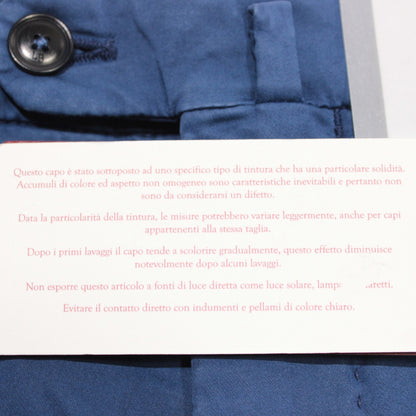 Questo capo è stato sottoposto ad uno specifico tipo di tintura che ha una particolare solidità.
Accumuli di colore ed aspetto non omogeneo sono caratteristiche inevitabili e pertanto non
sono da considerarsi un difetto.
Data la particolarità della tintura, le misure potrebbero variare leggermente, anche per capi
appartenenti alla stessa taglia.
Dopo i primi lavaggi il capo tende a scolorire gradualmente, questo effetto diminuisce
notevolmente dopo alcuni lavaggi.
Non esporre questo articolo a fonti di luce diretta come luce solare,
Evitare il contatto diretto con indumenti e pellami di colore chiaro.